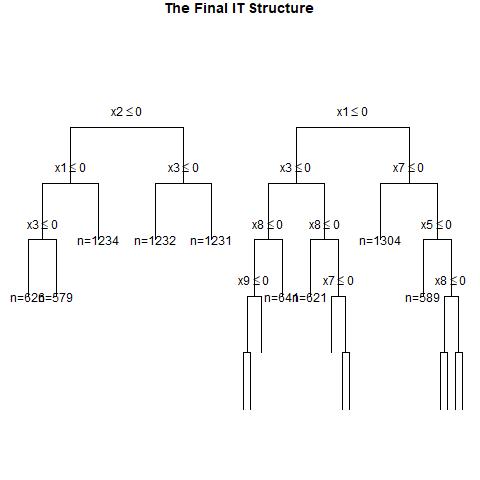 The Final IT Structure
x2 ≤ 0
x1 ≤ 0
x1 ≤ 0
x3 ≤ 0
x3 ≤ 0
x7 ≤ 0
x3 ≤ 0
n=1234
n=1232
n=1231
x8 ≤ 0
x8 ≤ 0
n=1304
x5 ≤ 0
n=626
n=579
x9 ≤ 0
n=641
n=621
x7 ≤ 0
n=589
x8 ≤ 0